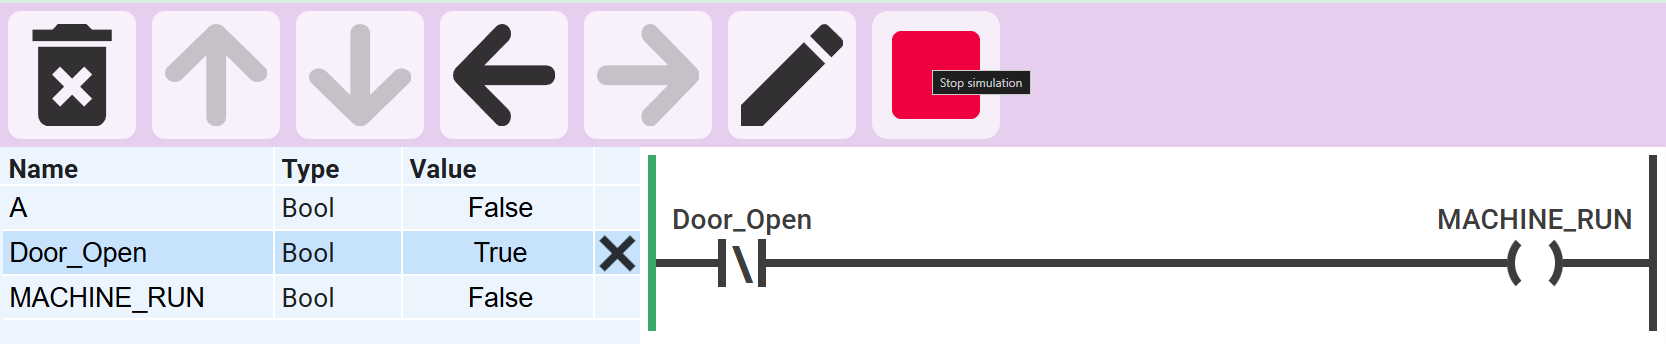 Stop simulation
Name Type Value
A Bool False
Door_Open Bool True
MACHINE_RUN Bool False
Door_Open MACHINE_RUN